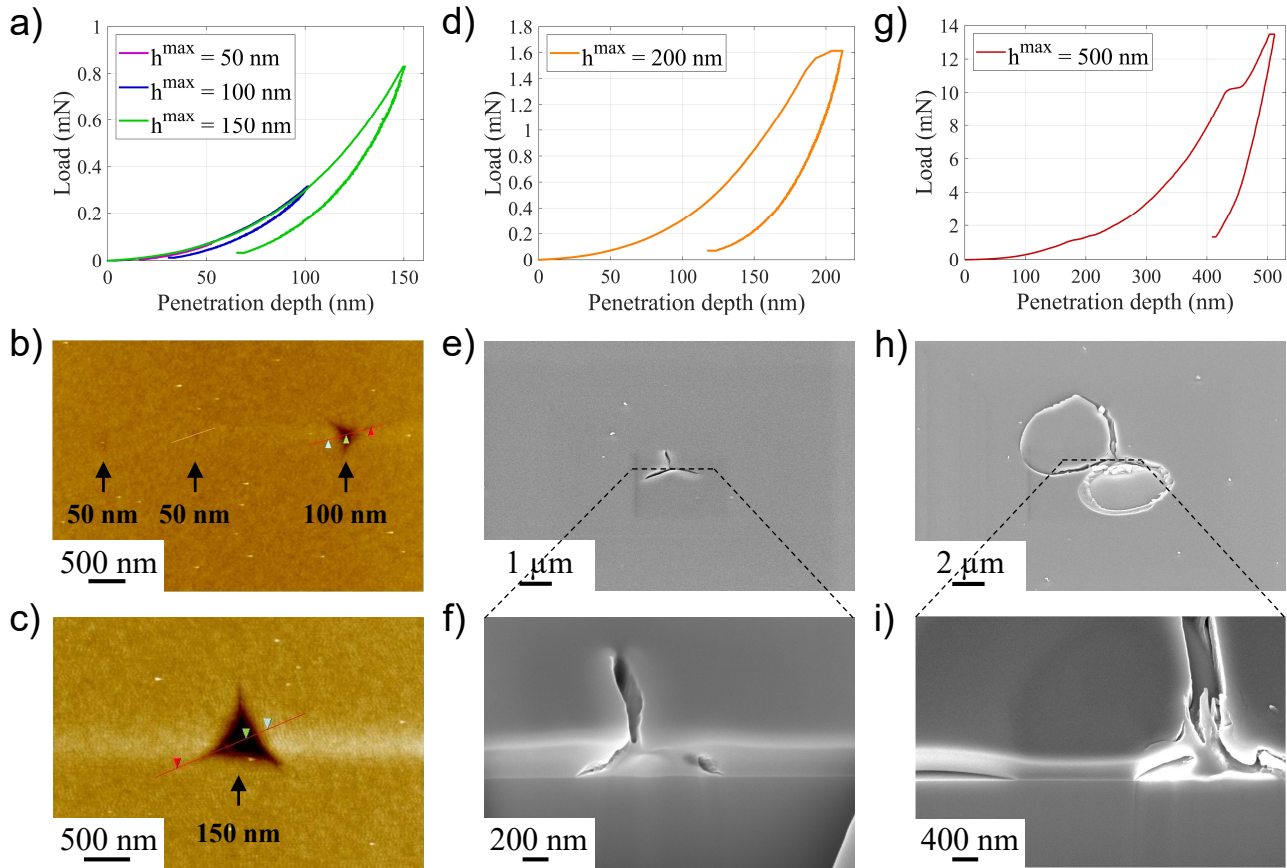 a)
1
0.8
0.6
0.4
0.2
0
Load (mN)
h^max = 50 nm
h^max = 100 nm
h^max = 150 nm
0 50 100 150
Penetration depth (nm)
d)
1.8
1.6
1.4
1.2
1
0.8
0.6
0.4
0.2
0
Load (mN)
h^max = 200 nm
0 50 100 150 200
Penetration depth (nm)
g)
14
12
10
8
6
4
2
0
Load (mN)
h^max = 500 nm
0 100 200 300 400 500
Penetration depth (nm)
b)
50 nm 50 nm 100 nm
500 nm
e)
1 µm
h)
2 µm
c)
150 nm
500 nm
f)
200 nm
i)
400 nm